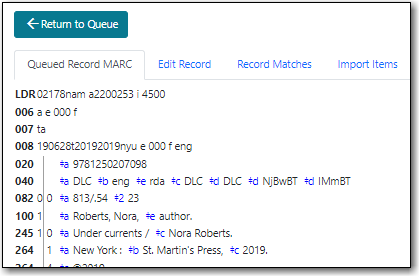 ← Return to Queue
Queued Record MARC Edit Record Record Matches Import Items
LDR 02178nam a2200253 i 4500
006 a e 000 f
007 ta
008 190628t20192019nyu e 000 f eng
020 ‡a 9781250207098
040 ‡a DLC ‡b eng ‡e rda ‡c DLC ‡d DLC ‡d NjBwBT ‡d IMmBT
082 0 0 ‡a 813/.54 ‡2 23
100 1 ‡a Roberts, Nora, ‡e author.
245 1 0 ‡a Under currents / ‡c Nora Roberts.
264 1 ‡a New York : ‡b St. Martin's Press, ‡c 2019.
264 4 ‡a ©2019